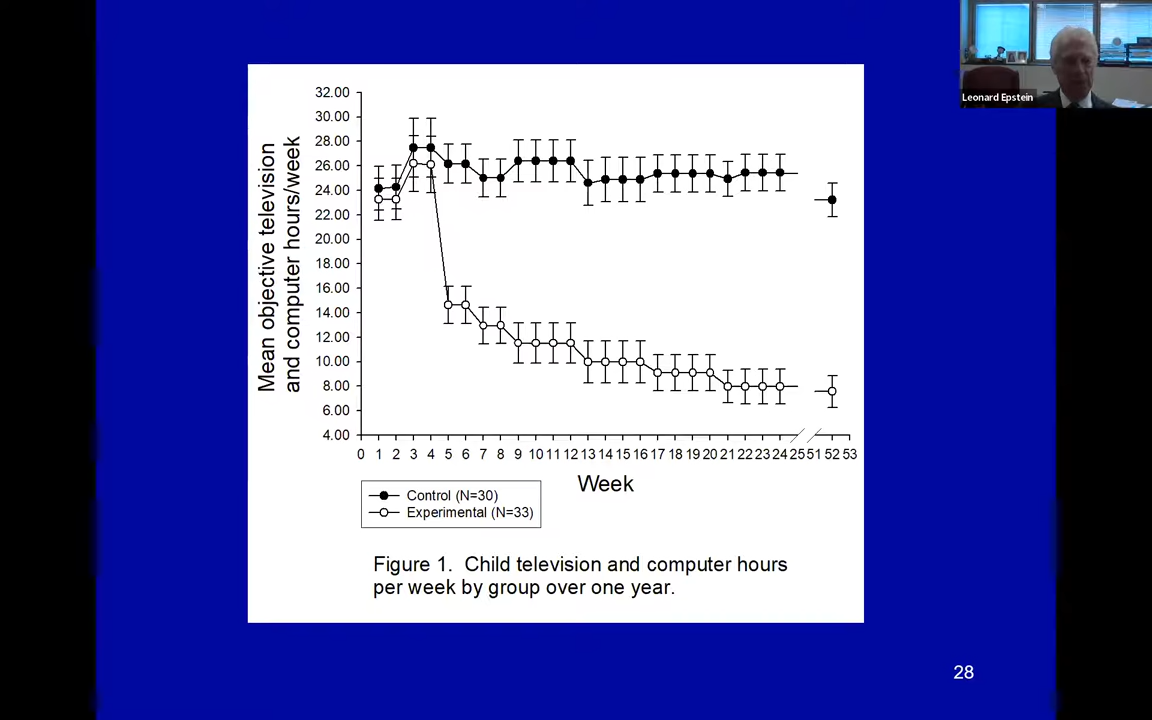 Leonard Epstein
Mean objective television
and computer hours/week
32.00
30.00
28.00
26.00
24.00
22.00
20.00
18.00
16.00
14.00
12.00
10.00
8.00
6.00
4.00
0 1 2 3 4 5 6 7 8 9 10 11 12 13 14 15 16 17 18 19 20 21 22 23 24 25 51 52 53
Week
Control (N=30)
Experimental (N=33)
Figure 1. Child television and computer hours
per week by group over one year.
28